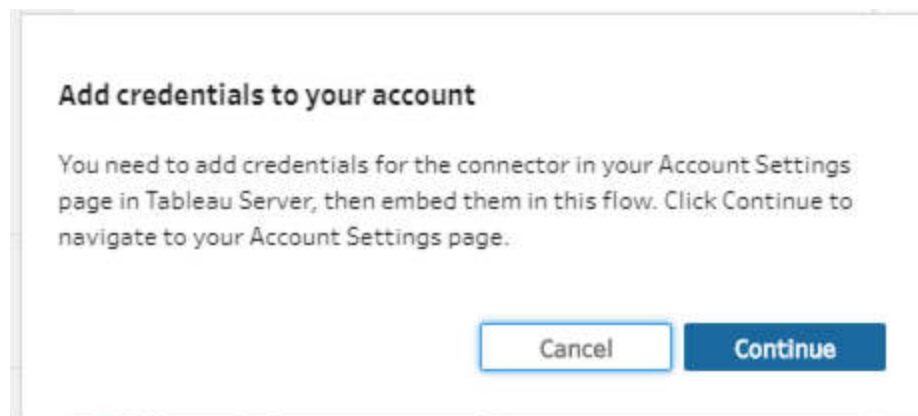 Add credentials to your account
You need to add credentials for the connector in your Account Settings
page in Tableau Server, then embed them in this flow. Click Continue to
navigate to your Account Settings page.
Cancel
Continue